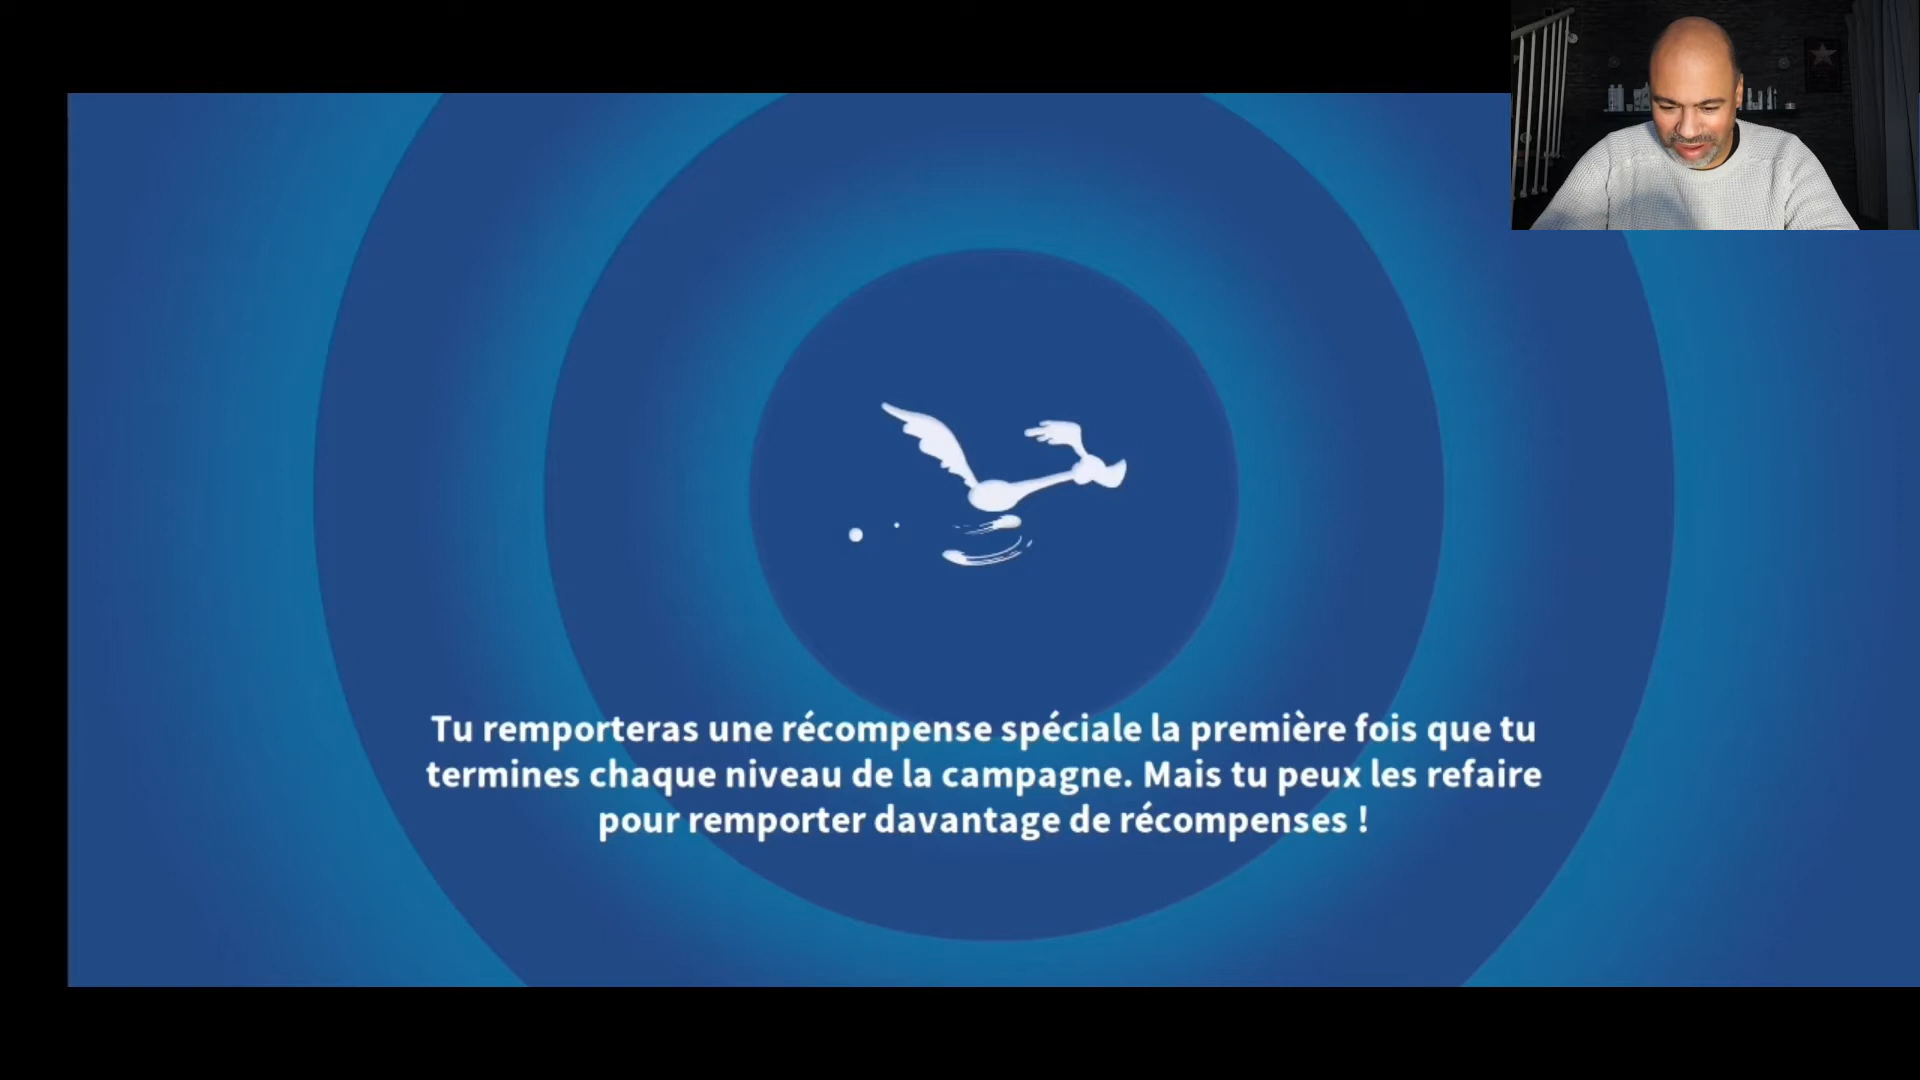 Tu remporteras une récompense spéciale la première fois que tu
termines chaque niveau de la campagne. Mais tu peux les refaire
pour remporter davantage de récompenses !